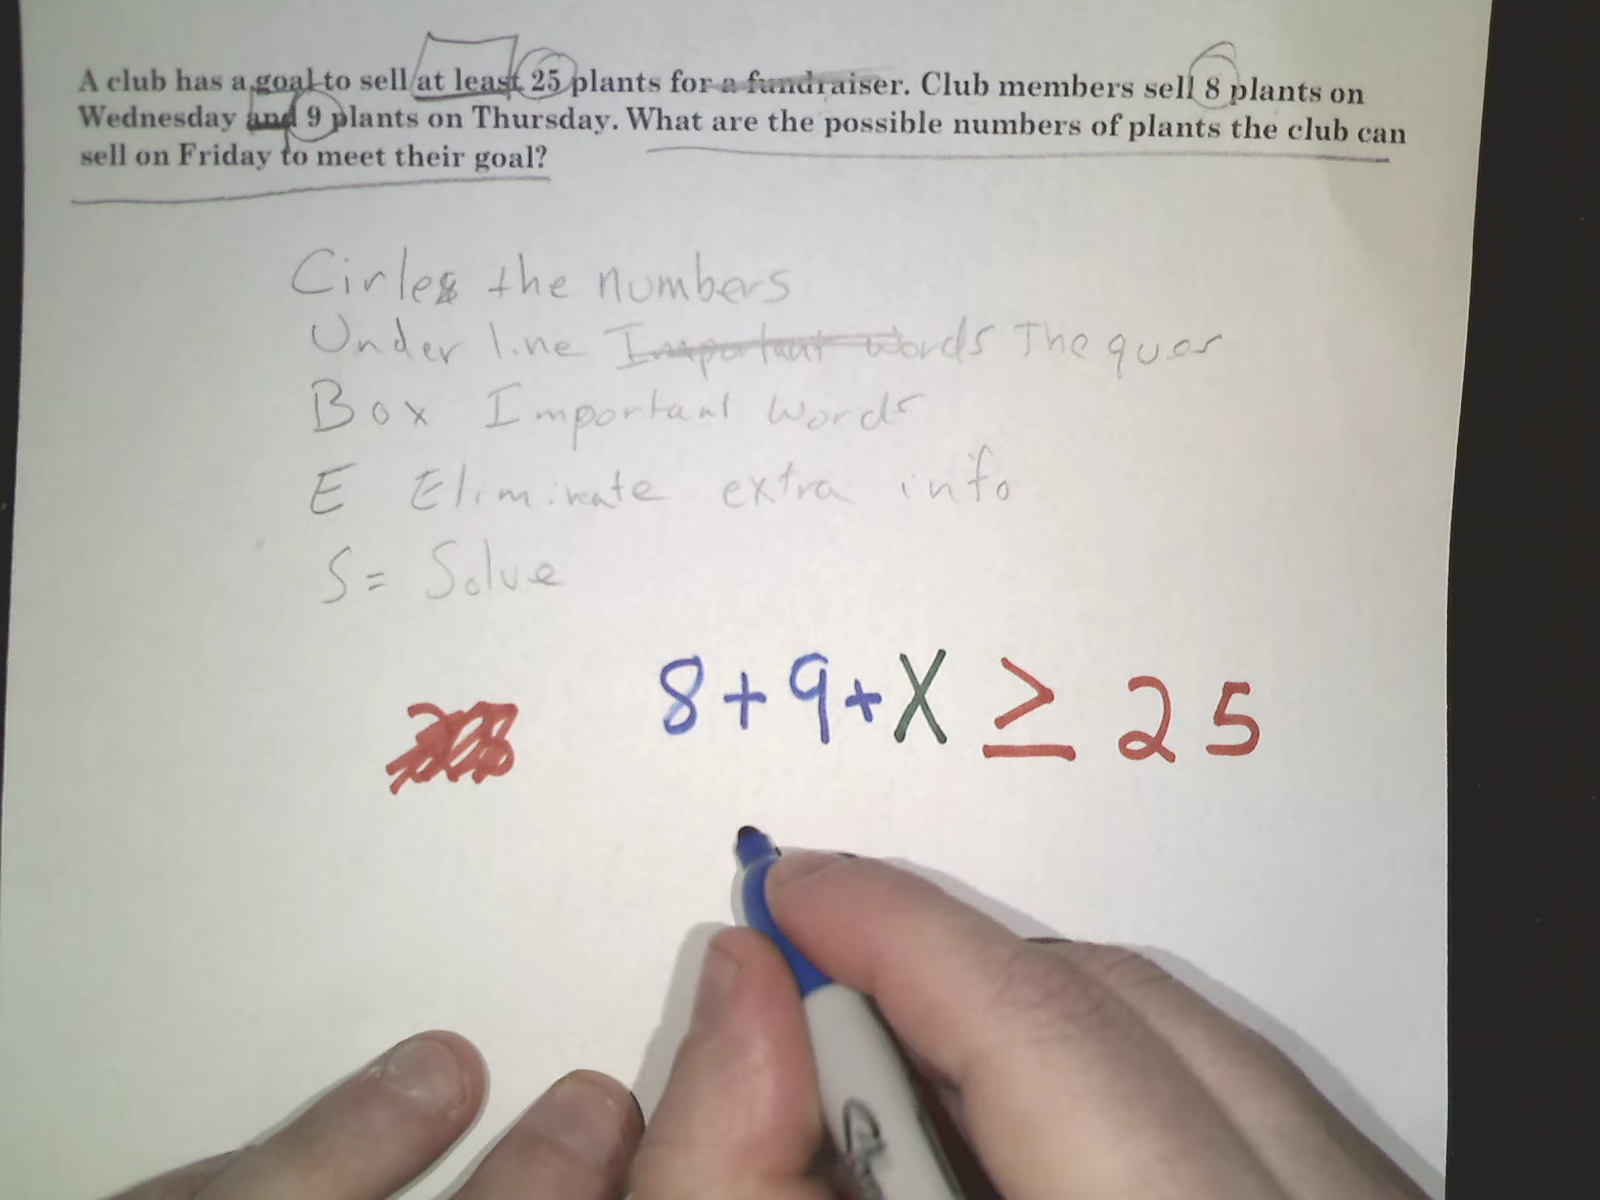 A club has a goal to sell at least 25 plants for a fundraiser. Club members sell 8 plants on
Wednesday and 9 plants on Thursday. What are the possible numbers of plants the club can
sell on Friday to meet their goal?
Cirles the numbers
Under line Important words The ques
Box Important words
E Eliminate extra info
S = Solve
8 + 9 + X ≥ 25